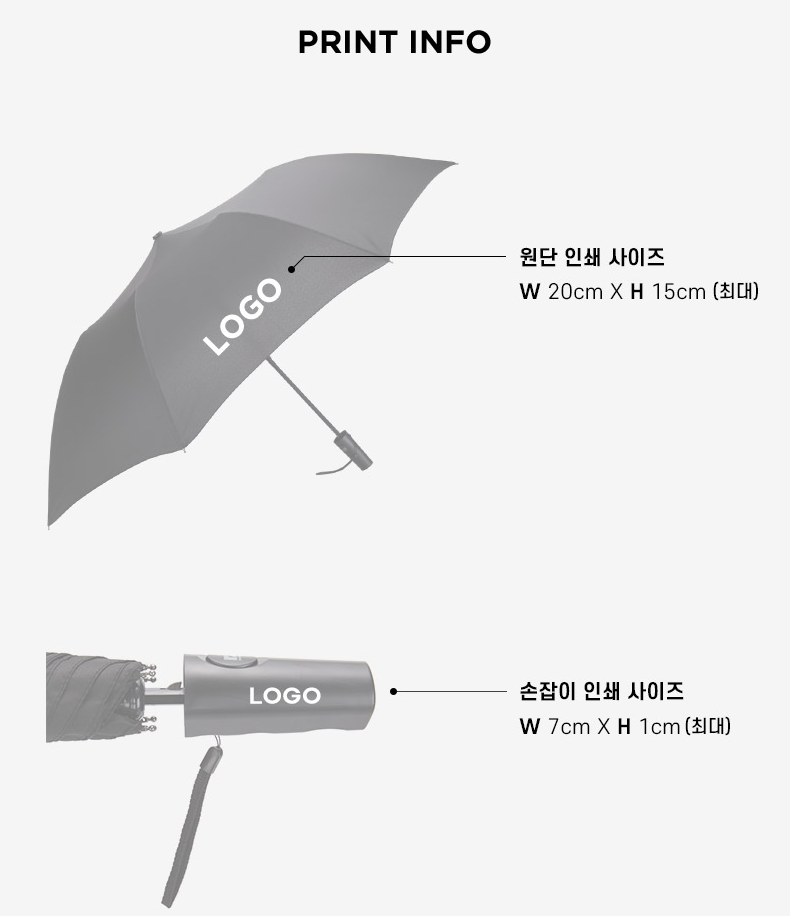 PRINT INFO
LOGO
원단 인쇄 사이즈
W 20cm X H 15cm (최대)
LOGO
손잡이 인쇄 사이즈
W 7cm X H 1cm (최대)